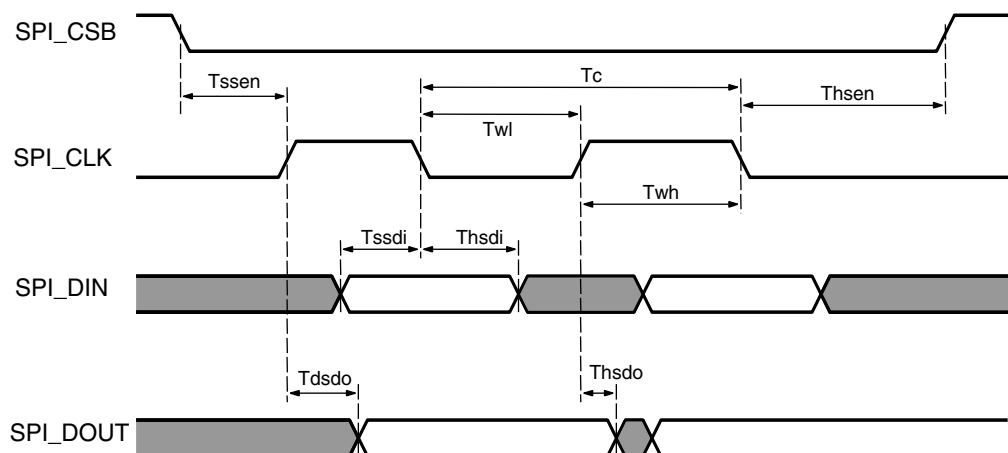 SPI_CSB
Tssen
Tc
Thsen
Twl
SPI_CLK
Twh
Tssdi
Thsdi
SPI_DIN
Tdsdo
Thsdo
SPI_DOUT